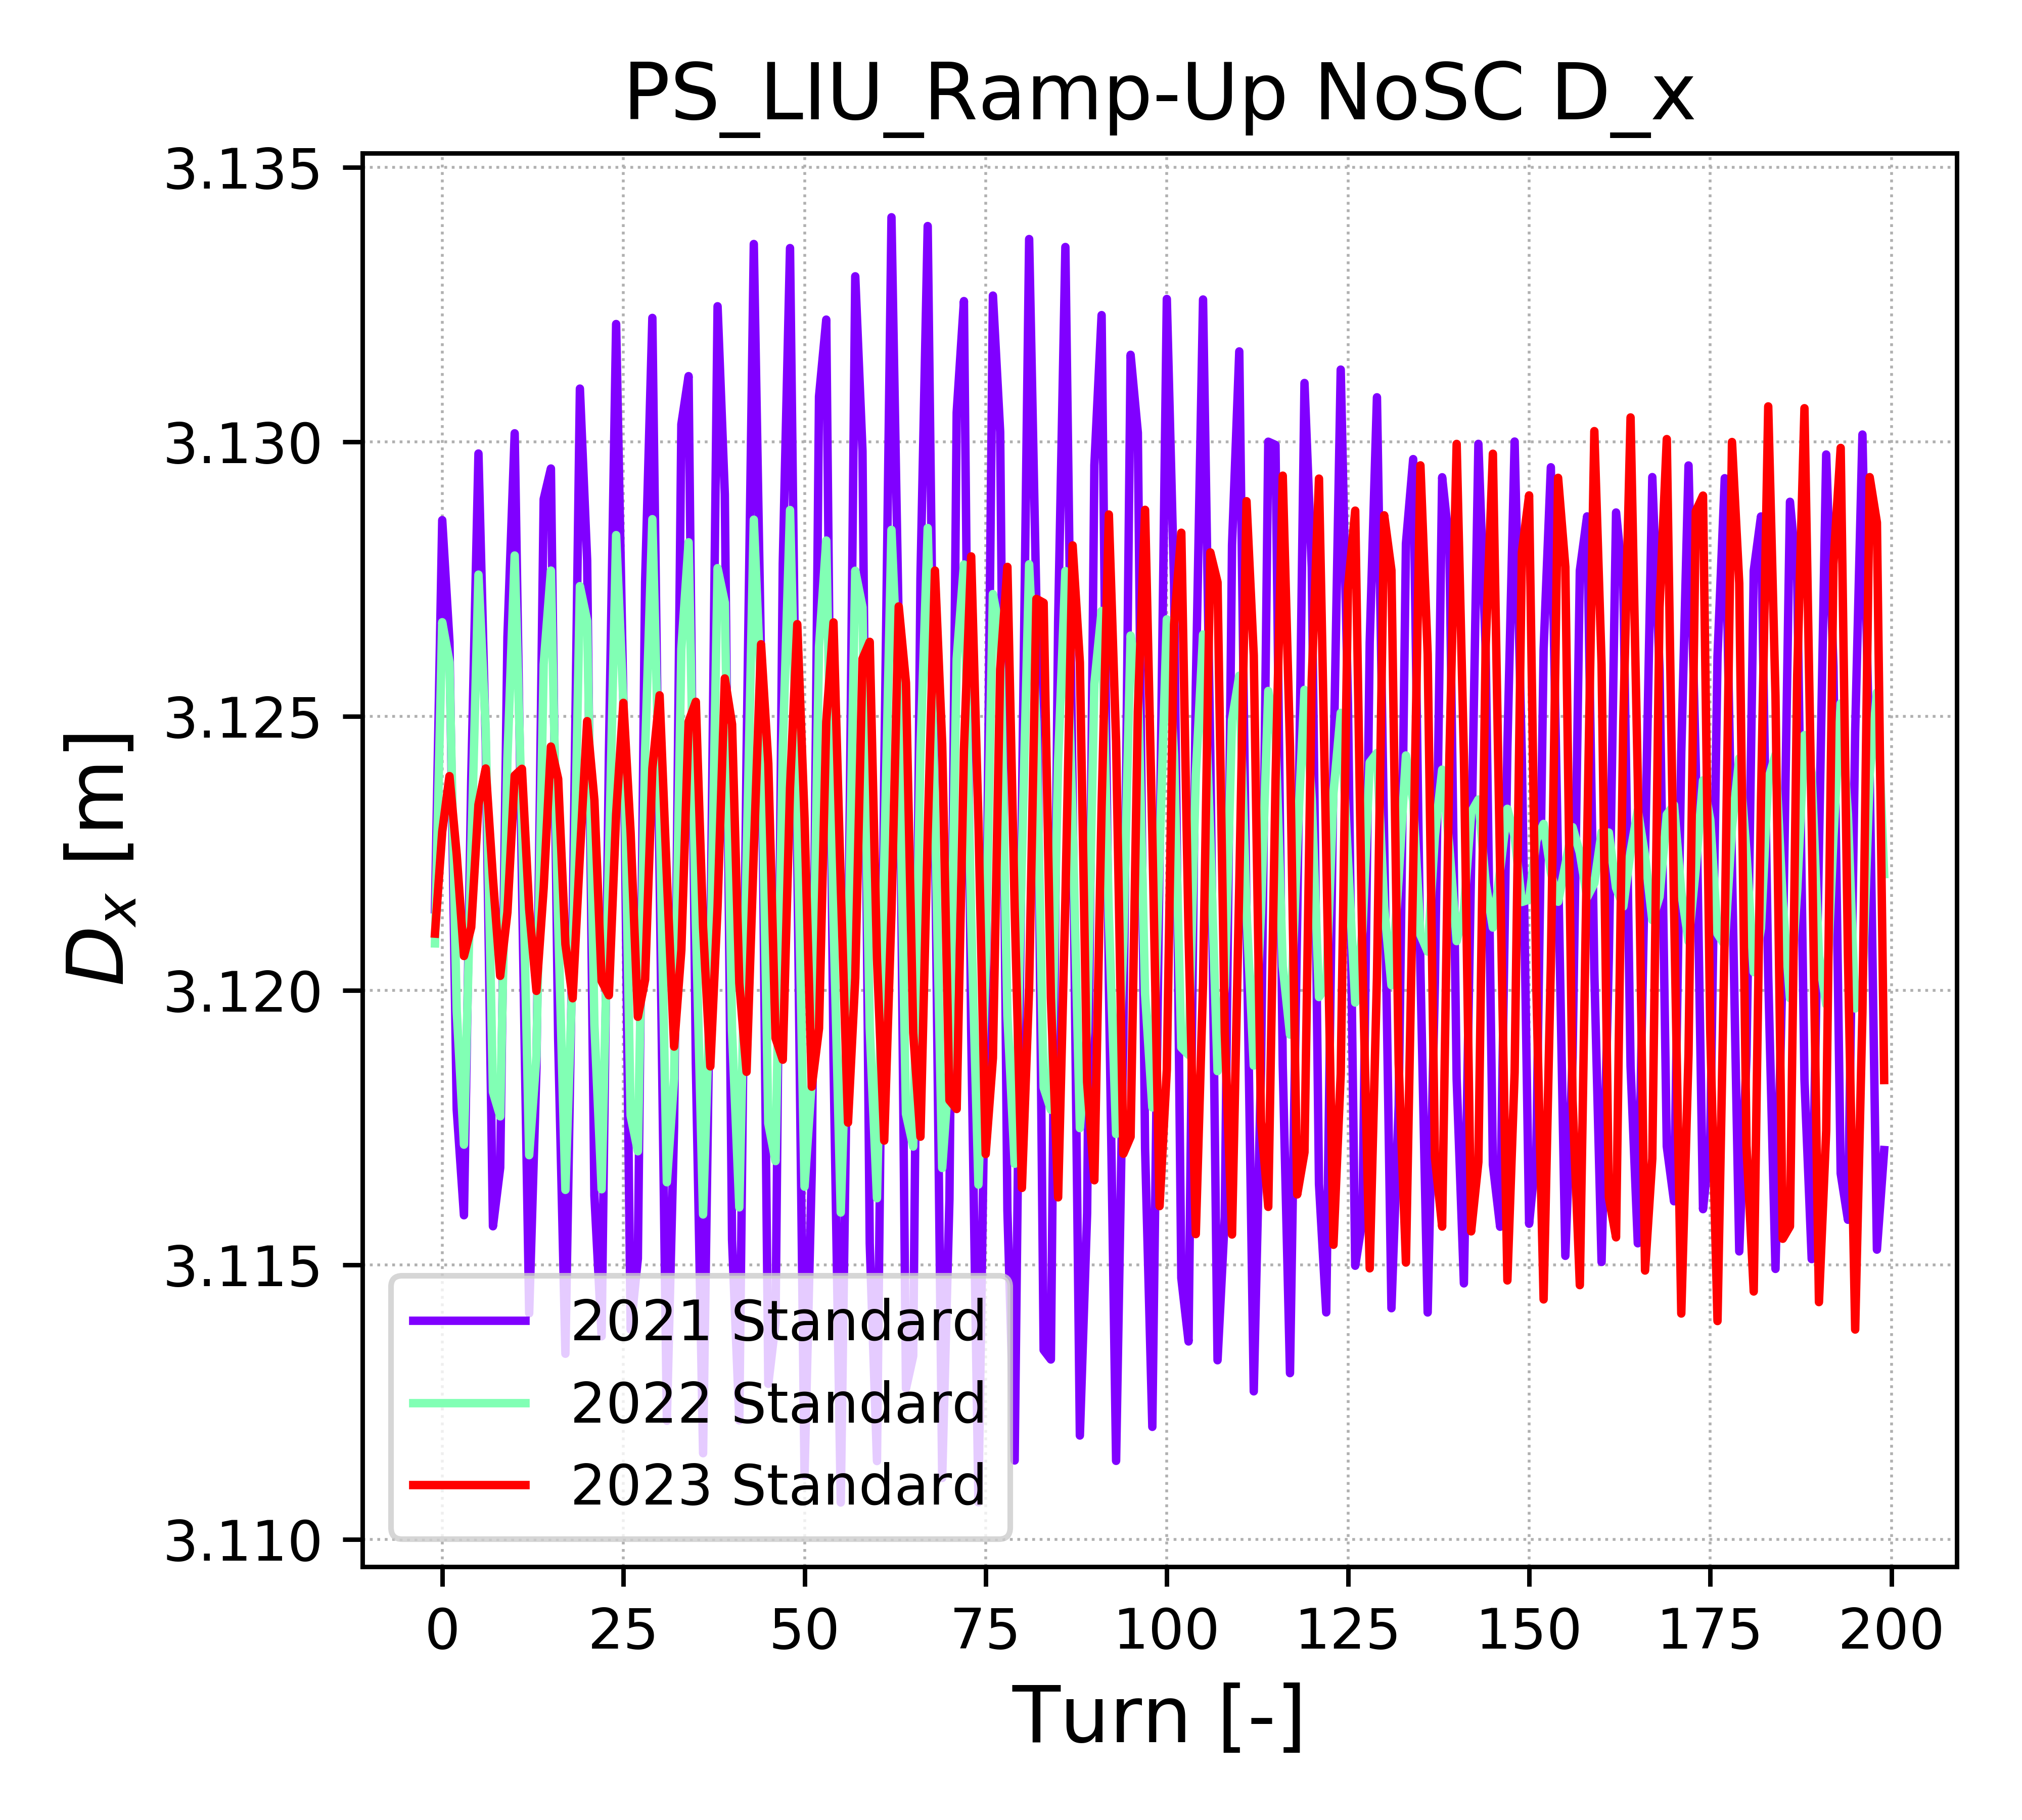 PS_LIU_Ramp-Up NoSC D_x
3.135
3.130
3.125
3.120
3.115
3.110
D_x [m]
2021 Standard
2022 Standard
2023 Standard
0 25 50 75 100 125 150 175 200
Turn [-]